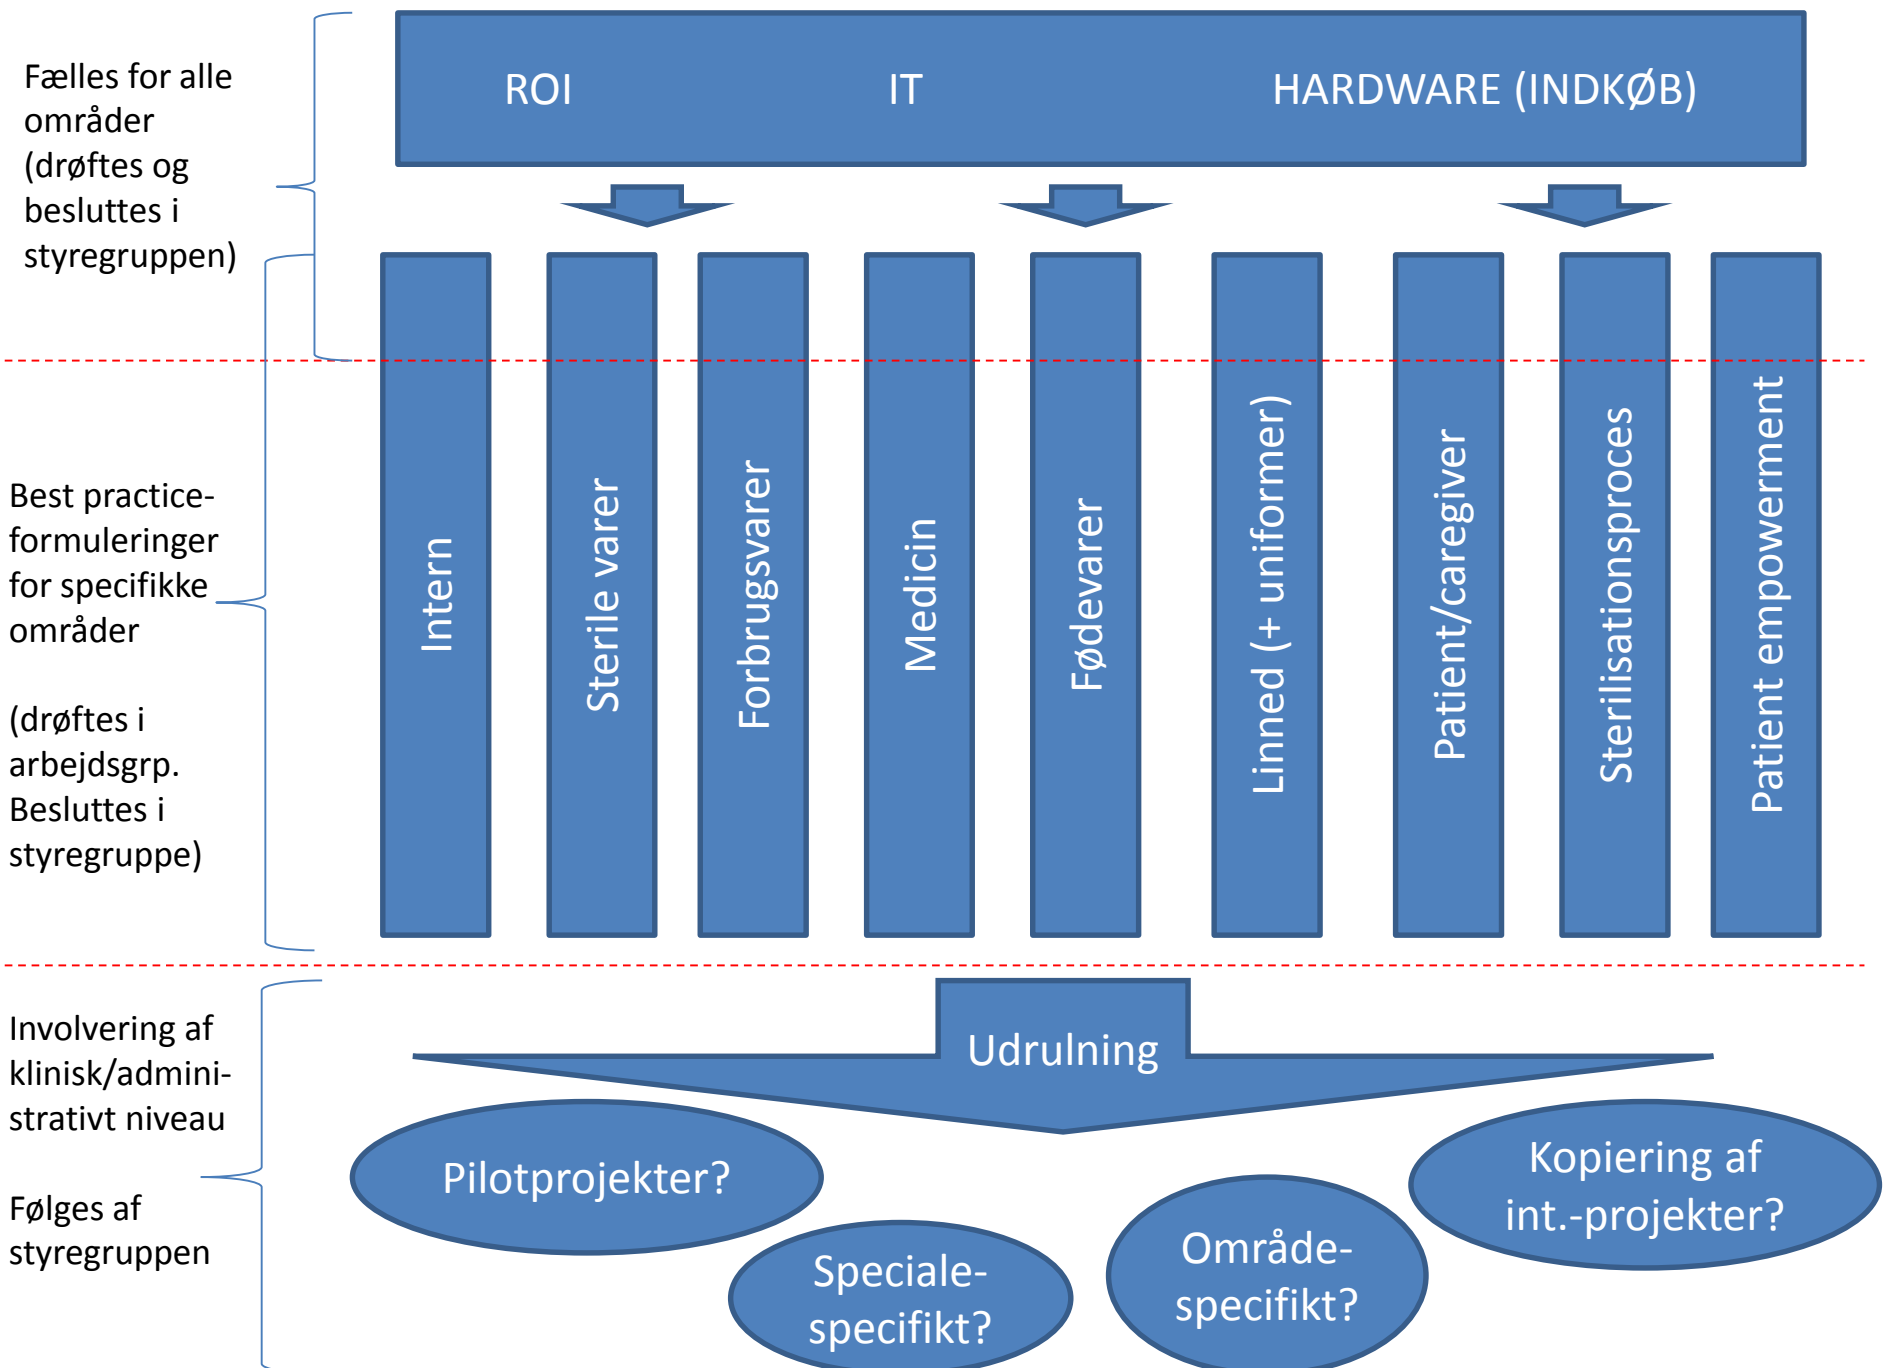 Fælles for alle
områder
(drøftes og
besluttes i
styregruppen)
ROI
IT
HARDWARE (INDKØB)
Best practice-
formuleringer
for specifikke
områder
(drøftes i
arbejdsgrp.
Besluttes i
styregruppe)
Intern
Sterile varer
Forbrugsvarer
Medicin
Fødevarer
Linned (+ uniformer)
Patient/caregiver
Sterilisationsproces
Patient empowerment
Involvering af
klinisk/admini-
strativt niveau
Følges af
styregruppen
Udrulning
Pilotprojekter?
Speciale-
specifikt?
Område-
specifikt?
Kopiering af
int.-projekter?